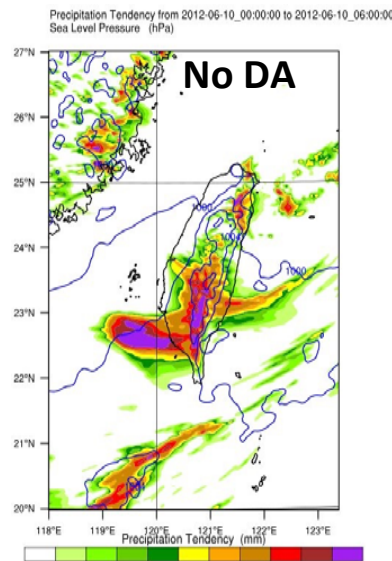 Precipitation Tendency from 2012-06-10_00:00:00 to 2012-06-10_06:00:00
Sea Level Pressure (hPa)
No DA
27°N
26°N
25°N
24°N
23°N
22°N
21°N
20°N
1000
1004
1000
118°E 119°E 120°E 121°E 122°E 123°E
Precipitation Tendency (mm)